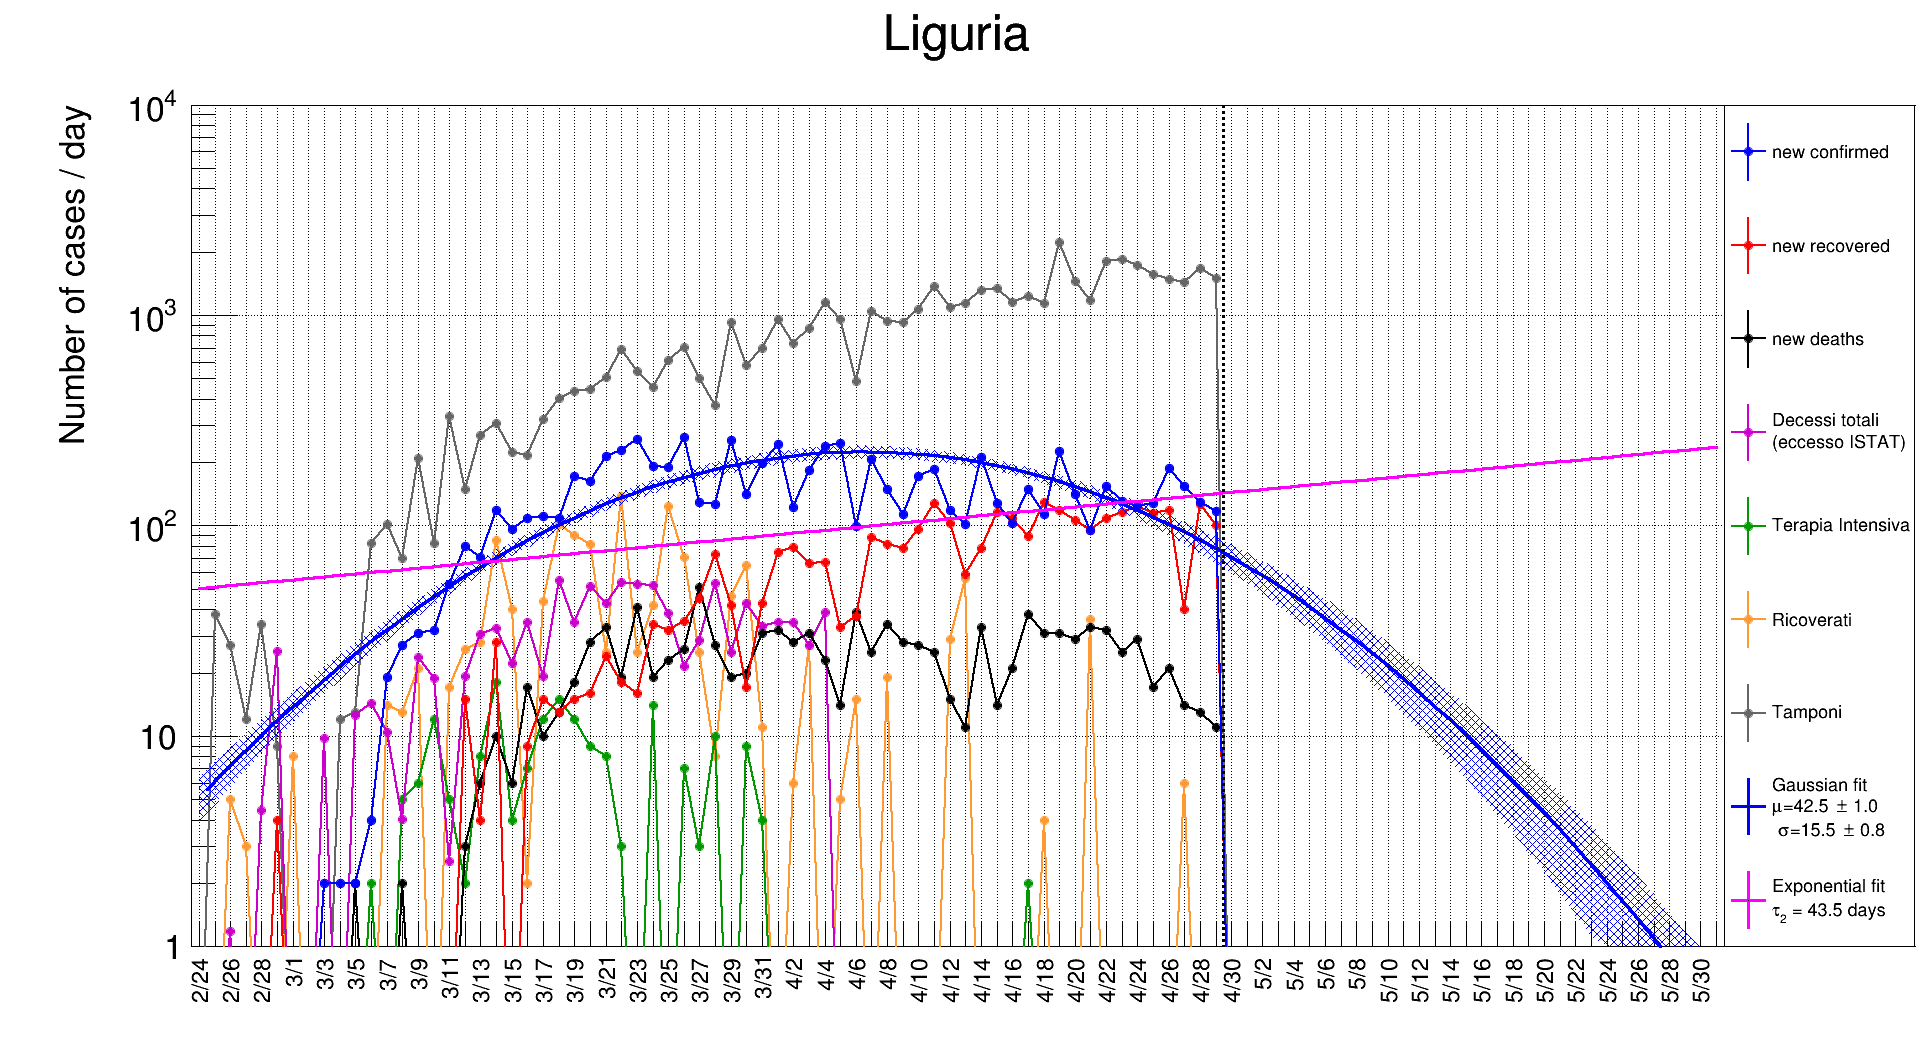 Liguria
Number of cases / day
10⁴
10³
10²
10
1
2/24 2/26 2/28 3/1 3/3 3/5 3/7 3/9 3/11 3/13 3/15 3/17 3/19 3/21 3/23 3/25 3/27 3/29 3/31 4/2 4/4 4/6 4/8 4/10 4/12 4/14 4/16 4/18 4/20 4/22 4/24 4/26 4/28 4/30 5/2 5/4 5/6 5/8 5/10 5/12 5/14 5/16 5/18 5/20 5/22 5/24 5/26 5/28 5/30
new confirmed
new recovered
new deaths
Decessi totali
(eccesso ISTAT)
Terapia Intensiva
Ricoverati
Tamponi
Gaussian fit
μ=42.5 ± 1.0
σ=15.5 ± 0.8
Exponential fit
τ₂ = 43.5 days